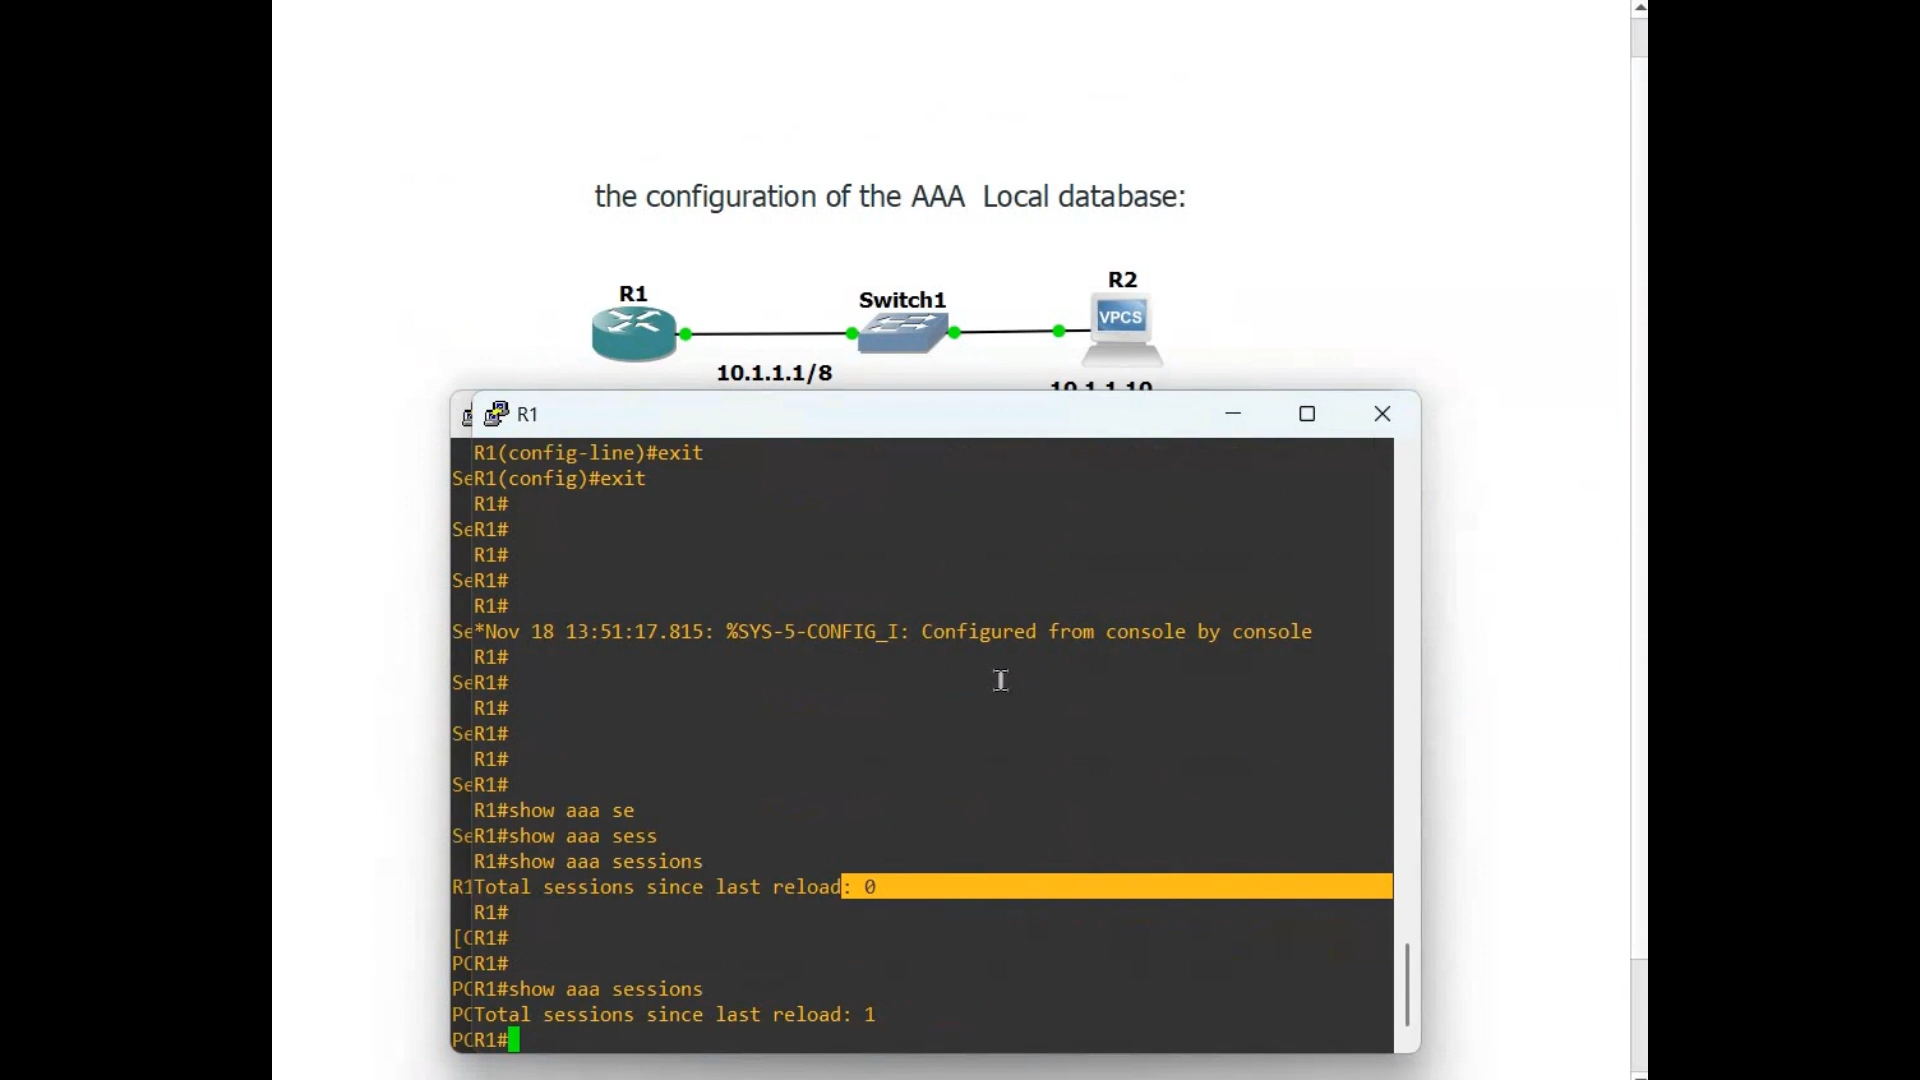 the configuration of the AAA  Local database:
R1
Switch1
R2
VPCS
10.1.1.1/8
10.1.1.10
R1
R1(config-line)#exit
SeR1(config)#exit
R1#
SeR1#
R1#
SeR1#
R1#
Se*Nov 18 13:51:17.815: %SYS-5-CONFIG_I: Configured from console by console
R1#
SeR1#
R1#
SeR1#
R1#
SeR1#
R1#show aaa se
SeR1#show aaa sess
R1#show aaa sessions
R1Total sessions since last reload: 0
R1#
[CR1#
PCR1#
PCR1#show aaa sessions
PCTotal sessions since last reload: 1
PCR1#